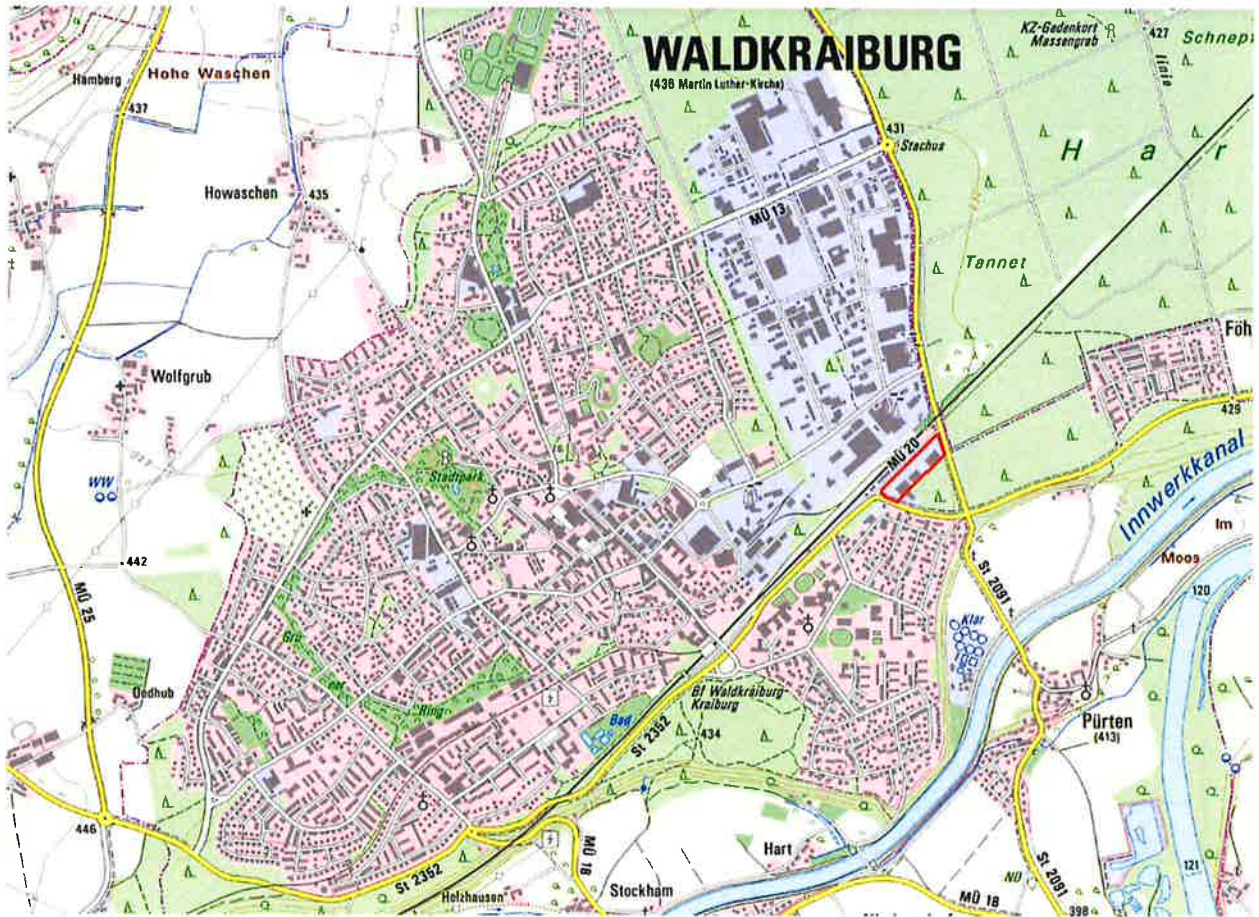 WALDKRAIBURG
(436 Martin Luther-Kirche)
KZ-Gedenkort
Massengrab
427
linie
Hamberg
Hohe Waschen
437
431
Stachus
H a r
Howaschen
435
MÜ 13
Tannet
Föh
Wolfgrub
429
MÜ 20
WW
Stadtpark
Innwerkkanal
Im
Moos
442
St 2091
120
MÜ 25
Klär
Grü
Ring
Oedhub
Bf Waldkraiburg-
Kraiburg
Bad
St 2352
434
Pürten
(413)
446
Hart
MÜ 18
St 2352
Holzhausen
Stockham
ND
St 2091
121
MÜ 18
398